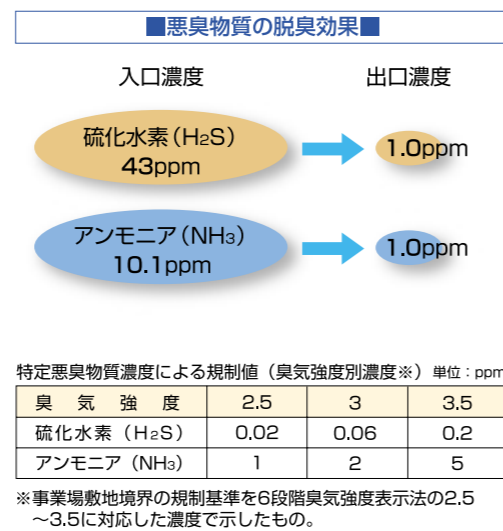 ■悪臭物質の脱臭効果■
入口濃度 出口濃度
硫化水素(H2S)
43ppm
1.0ppm
アンモニア(NH3)
10.1ppm
1.0ppm
特定悪臭物質濃度による規制値(臭気強度別濃度※) 単位:ppm
臭気強度 2.5 3 3.5
硫化水素(H2S) 0.02 0.06 0.2
アンモニア(NH3) 1 2 5
※事業場敷地境界の規制基準を6段階臭気強度表示法の2.5
~3.5に対応した濃度で示したもの。